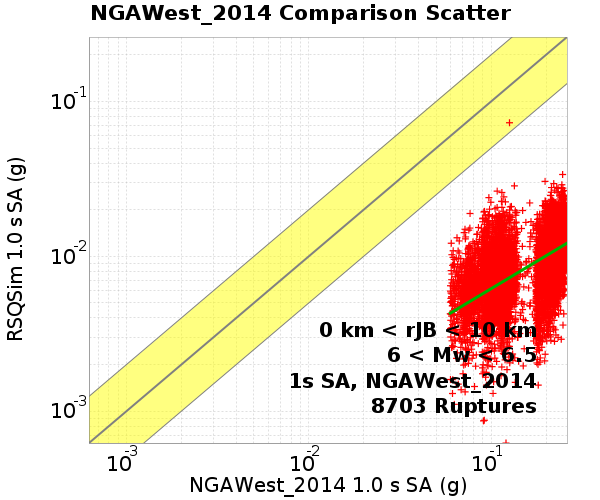 NGAWest_2014 Comparison Scatter
RSQSim 1.0 s SA (g)
10-1
10-2
10-3
0 km < rJB < 10 km
6 < Mw < 6.5
1s SA, NGAWest_2014
8703 Ruptures
10-3 10-2 10-1
NGAWest_2014 1.0 s SA (g)